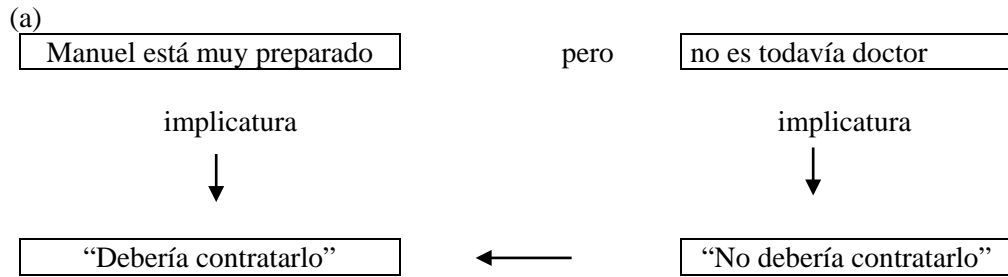 (a)
Manuel está muy preparado pero no es todavía doctor
implicatura implicatura
“Debería contratarlo” “No debería contratarlo”